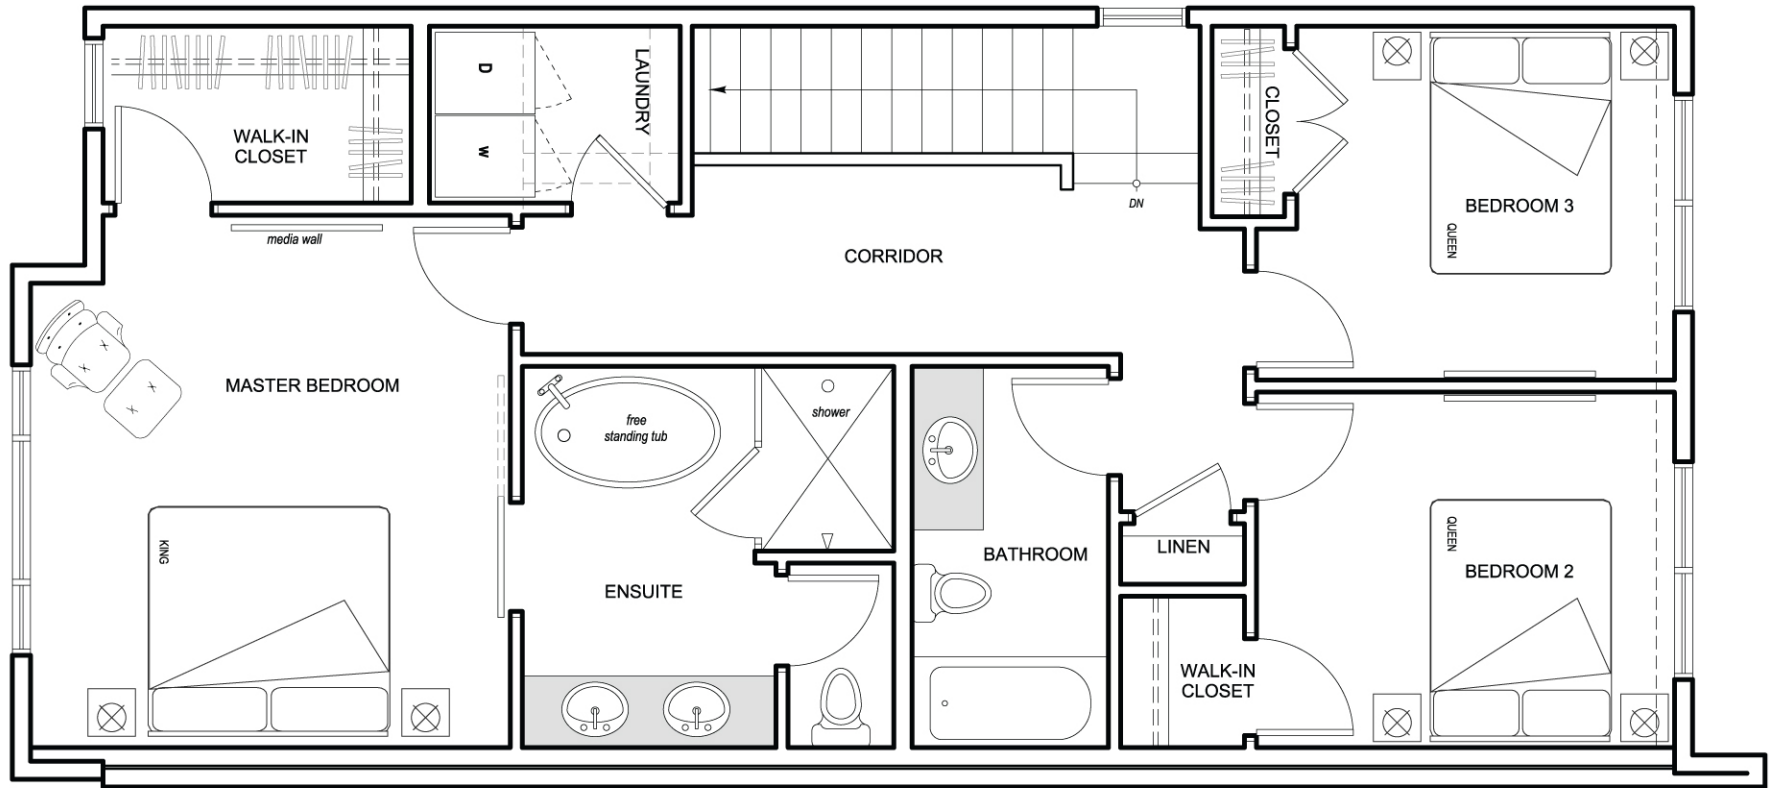 D
W
LAUNDRY
WALK-IN
CLOSET
CLOSET
DN
BEDROOM 3
QUEEN
media wall
CORRIDOR
MASTER BEDROOM
free
standing tub
shower
KING
ENSUITE
BATHROOM
LINEN
QUEEN
BEDROOM 2
WALK-IN
CLOSET